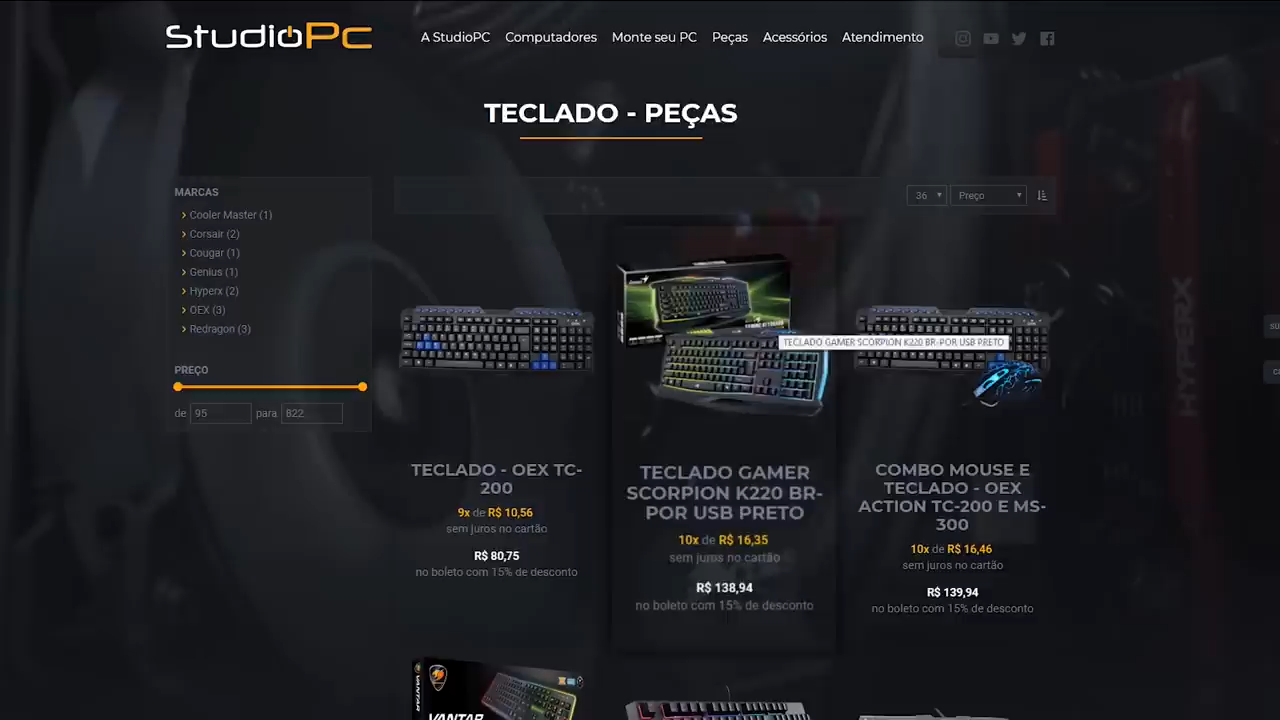 StudioPc
A StudioPC
Computadores
Monte seu PC
Peças
Acessórios
Atendimento
TECLADO - PEÇAS
MARCAS
Cooler Master (1)
Corsair (2)
Cougar (1)
Genius (1)
Hyperx (2)
OEX (3)
Redragon (3)
PREÇO
de 95 para 822
36
Preço
TECLADO - OEX TC-
200
9x de R$ 10,56
sem juros no cartão
R$ 80,75
no boleto com 15% de desconto
TECLADO GAMER SCORPION K220 BR-POR USB PRETO
TECLADO GAMER
SCORPION K220 BR-
POR USB PRETO
10x de R$ 16,35
sem juros no cartão
R$ 138,94
no boleto com 15% de desconto
COMBO MOUSE E
TECLADO - OEX
ACTION TC-200 E MS-
300
10x de R$ 16,46
sem juros no cartão
R$ 139,94
no boleto com 15% de desconto
HYPERX
VANTAR
VANTAR